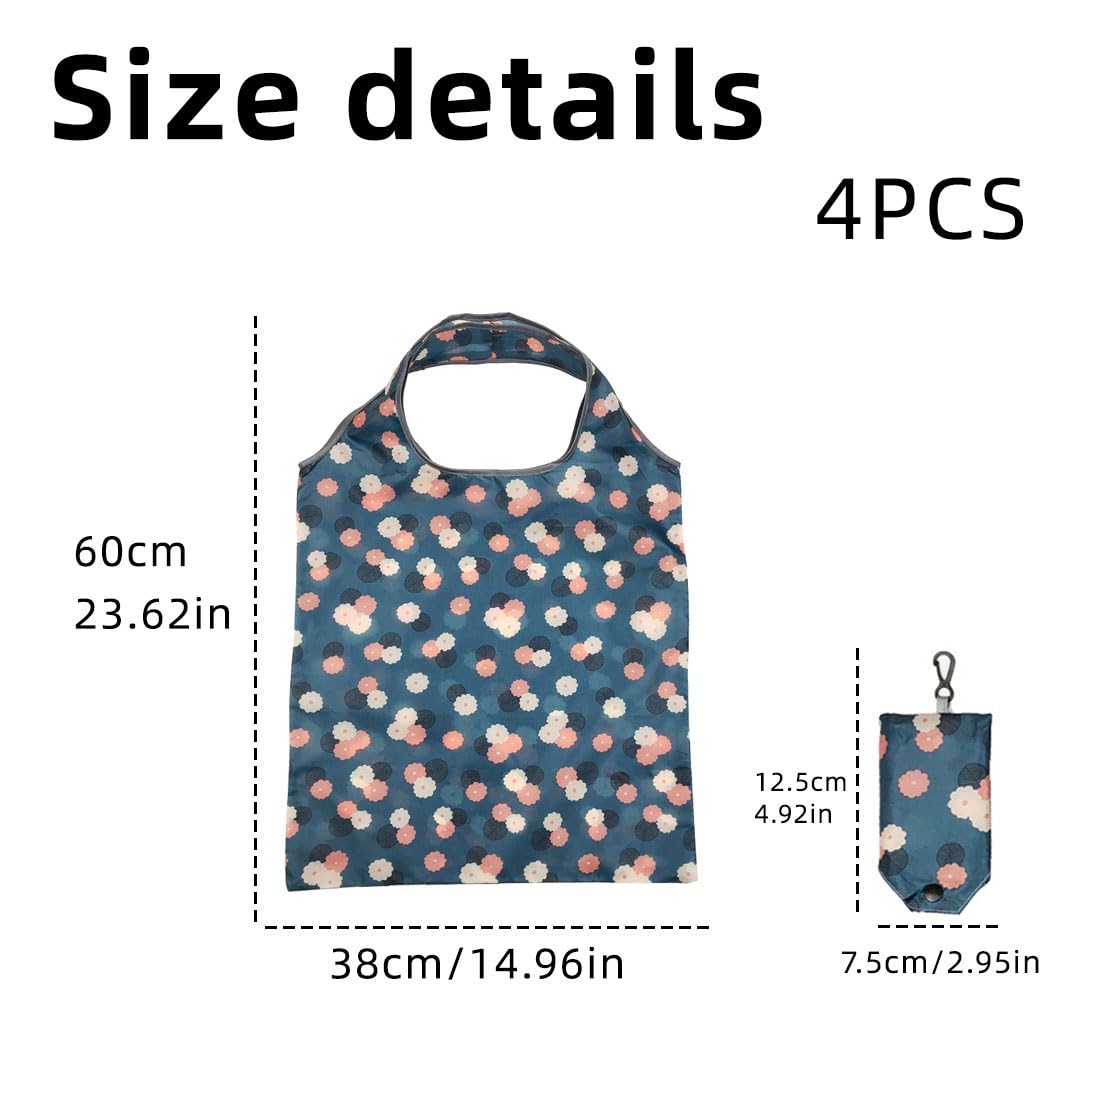 Size details
4PCS
60cm
23.62in
12.5cm
4.92in
38cm/14.96in
7.5cm/2.95in